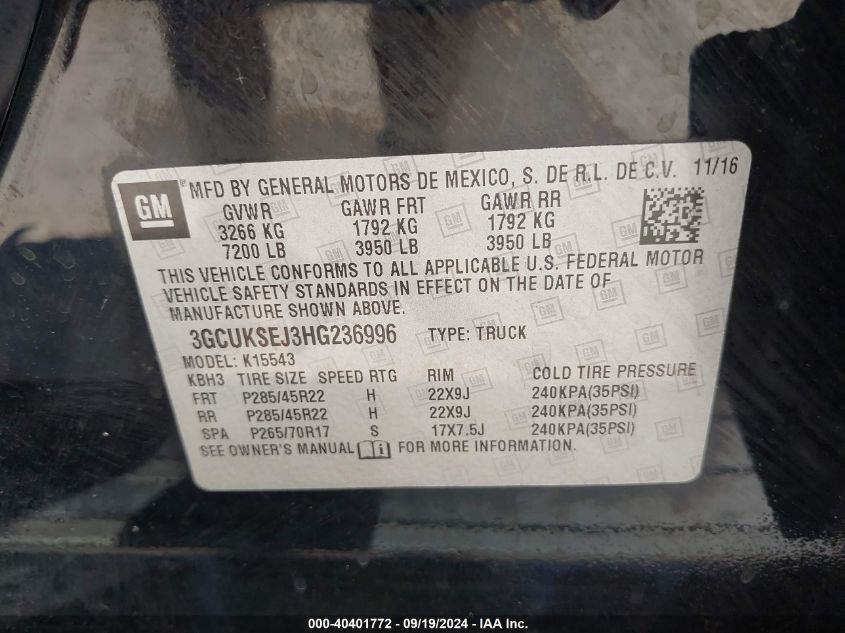 GM ® MFD BY GENERAL MOTORS DE MEXICO, S. DE R.L. DE C.V. 11/16
GVWR GAWR FRT GAWR RR
3266 KG 1792 KG 1792 KG
7200 LB 3950 LB 3950 LB
THIS VEHICLE CONFORMS TO ALL APPLICABLE U.S. FEDERAL MOTOR
VEHICLE SAFETY STANDARDS IN EFFECT ON THE DATE OF
MANUFACTURE SHOWN ABOVE.
3GCUKSEJ3HG236996 TYPE: TRUCK
MODEL: K15543
KBH3 TIRE SIZE SPEED RTG RIM COLD TIRE PRESSURE
FRT P285/45R22 H 22X9J 240KPA(35PSI)
RR P285/45R22 H 22X9J 240KPA(35PSI)
SPA P265/70R17 S 17X7.5J 240KPA(35PSI)
SEE OWNER'S MANUAL i FOR MORE INFORMATION.
000-40401772 - 09/19/2024 - IAA Inc.